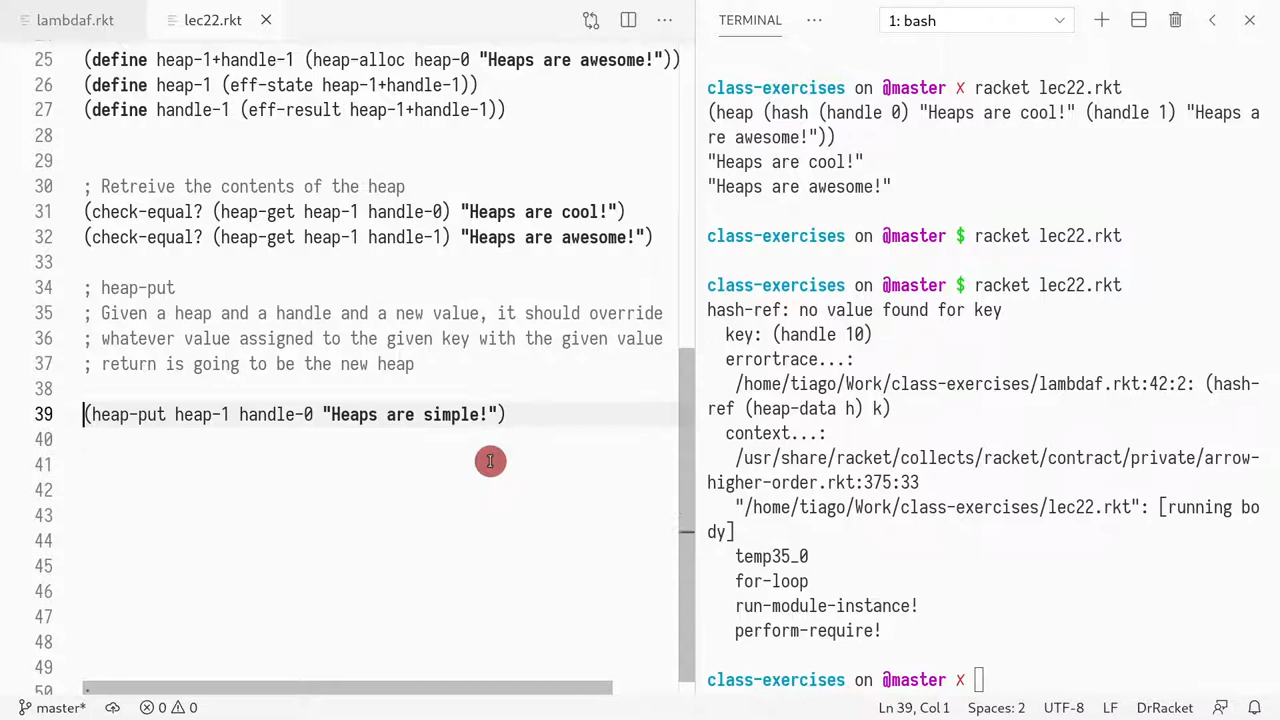 lambdaf.rkt
lec22.rkt
25 (define heap-1+handle-1 (heap-alloc heap-0 "Heaps are awesome!"))
26 (define heap-1 (eff-state heap-1+handle-1))
27 (define handle-1 (eff-result heap-1+handle-1))
28
29
30 ; Retreive the contents of the heap
31 (check-equal? (heap-get heap-1 handle-0) "Heaps are cool!")
32 (check-equal? (heap-get heap-1 handle-1) "Heaps are awesome!")
33
34 ; heap-put
35 ; Given a heap and a handle and a new value, it should override
36 ; whatever value assigned to the given key with the given value
37 ; return is going to be the new heap
38
39 (heap-put heap-1 handle-0 "Heaps are simple!")
40
41
42
43
44
45
46
47
48
49
50
TERMINAL
1: bash
class-exercises on @master X racket lec22.rkt
(heap (hash (handle 0) "Heaps are cool!" (handle 1) "Heaps a
re awesome!"))
"Heaps are cool!"
"Heaps are awesome!"
class-exercises on @master $ racket lec22.rkt
class-exercises on @master $ racket lec22.rkt
hash-ref: no value found for key
key: (handle 10)
errortrace...:
/home/tiago/Work/class-exercises/lambdaf.rkt:42:2: (hash-
ref (heap-data h) k)
context...:
/usr/share/racket/collects/racket/contract/private/arrow-
higher-order.rkt:375:33
"/home/tiago/Work/class-exercises/lec22.rkt": [running bo
dy]
temp35_0
for-loop
run-module-instance!
perform-require!
class-exercises on @master X
master*
0
0
Ln 39, Col 1
Spaces: 2
UTF-8
LF
DrRacket